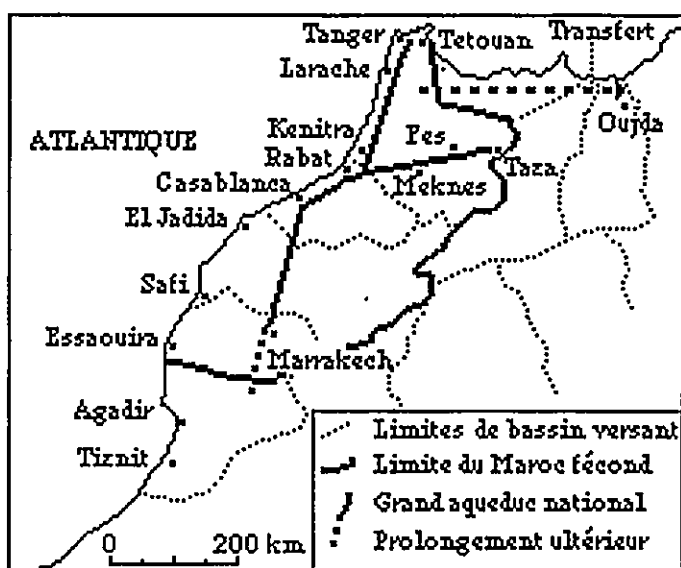 Tanger
Tetouan
Transfert
Larache
Kenitra
ATLANTIQUE
Rabat
Fes
Oujda
Taza
Casablanca
Meknes
El Jadida
Safi
Essaouira
Marrakech
Agadir
Tiznit
Limites de bassin versant
Limite du Maroc fécond
Grand aqueduc national
Prolongement ultérieur
0 200 km